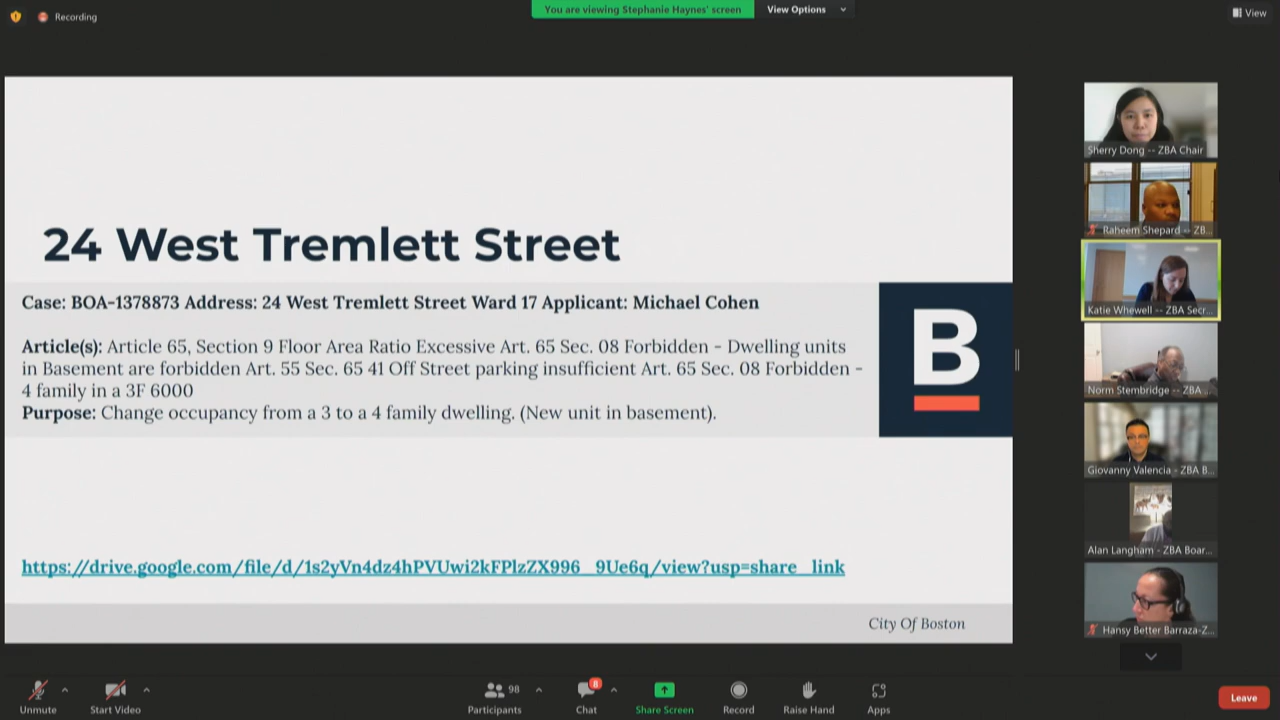 Recording
You are viewing Stephanie Haynes' screen
View Options
View
24 West Tremlett Street
Case: BOA-1378873 Address: 24 West Tremlett Street Ward 17 Applicant: Michael Cohen
Article(s): Article 65, Section 9 Floor Area Ratio Excessive Art. 65 Sec. 08 Forbidden - Dwelling units
in Basement are forbidden Art. 55 Sec. 65 41 Off Street parking insufficient Art. 65 Sec. 08 Forbidden -
4 family in a 3F 6000
Purpose: Change occupancy from a 3 to a 4 family dwelling. (New unit in basement).
B
https://drive.google.com/file/d/1s2yVn4dz4hPVUwi2kFPlzZX996_9Ue6q/view?usp=share_link
City Of Boston
Sherry Dong -- ZBA Chair
Raheem Shepard -- ZB...
Katie Whewell -- ZBA Secr...
Norm Stembridge -- ZBA ...
Giovanny Valencia - ZBA B...
Alan Langham - ZBA Boar...
Hansy Better Barraza-Z...
Unmute
Start Video
98
Participants
8
Chat
Share Screen
Record
Raise Hand
Apps
Leave